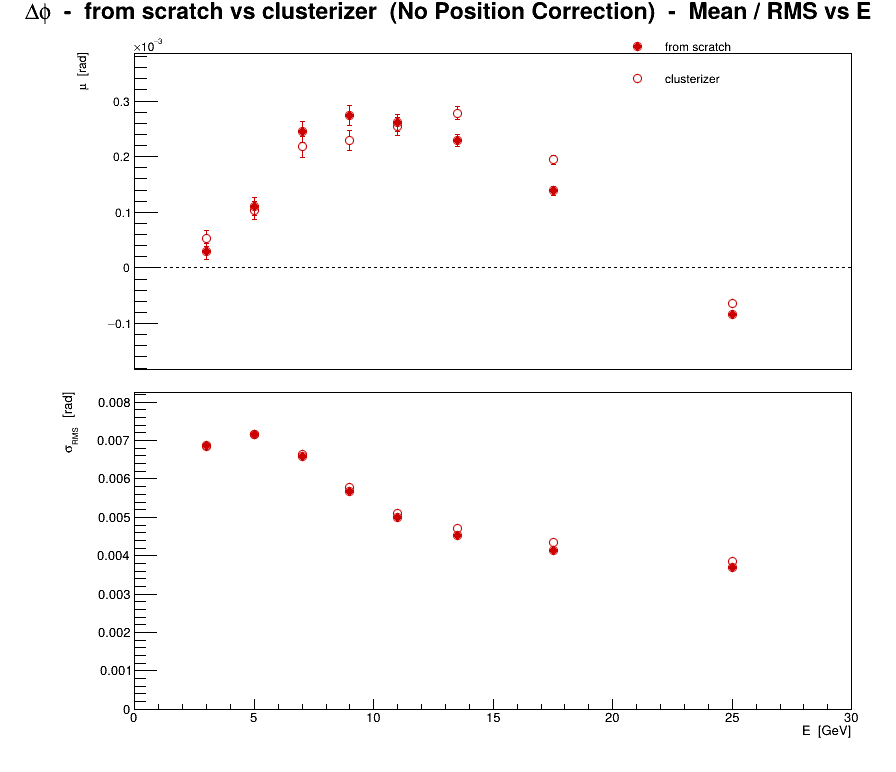 Δϕ - from scratch vs clusterizer (No Position Correction) - Mean / RMS vs E
×10⁻³
μ [rad]
from scratch
clusterizer
0.3
0.2
0.1
0
−0.1
σRMS [rad]
0.008
0.007
0.006
0.005
0.004
0.003
0.002
0.001
0
0 5 10 15 20 25 30
E [GeV]